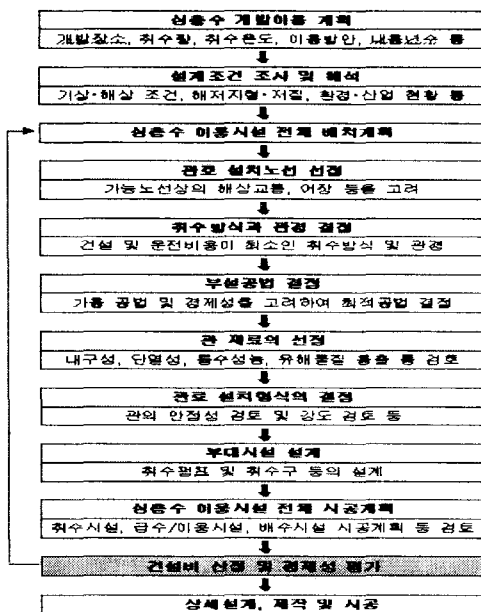 심층수 개발이용 계획
개발장소, 취수량, 취수온도, 이용방안, 내용년수 등
설계조건 조사 및 해석
기상·해상 조건, 해저지형·저질, 환경·산업 현황 등
심층수 이용시설 전체 배치계획
관로 설치노선 선정
가능노선상의 해상교통, 어장 등을 고려
취수방식과 관경 결정
건설 및 운전비용이 최소인 취수방식 및 관경
부설공법 결정
가용 공법 및 경제성을 고려하여 최적공법 결정
관 재료의 선정
내구성, 단열성, 통수성능, 유해물질 용출 등 검토
관로 설치형식의 결정
관의 안정성 검토 및 강도 검토 등
부대시설 설계
취수펌프 및 취수구 등의 설계
심층수 이용시설 전체 시공계획
취수시설, 급수/이용시설, 배수시설 시공계획 등 검토
건설비 산정 및 경제성 평가
상세설계, 제작 및 시공